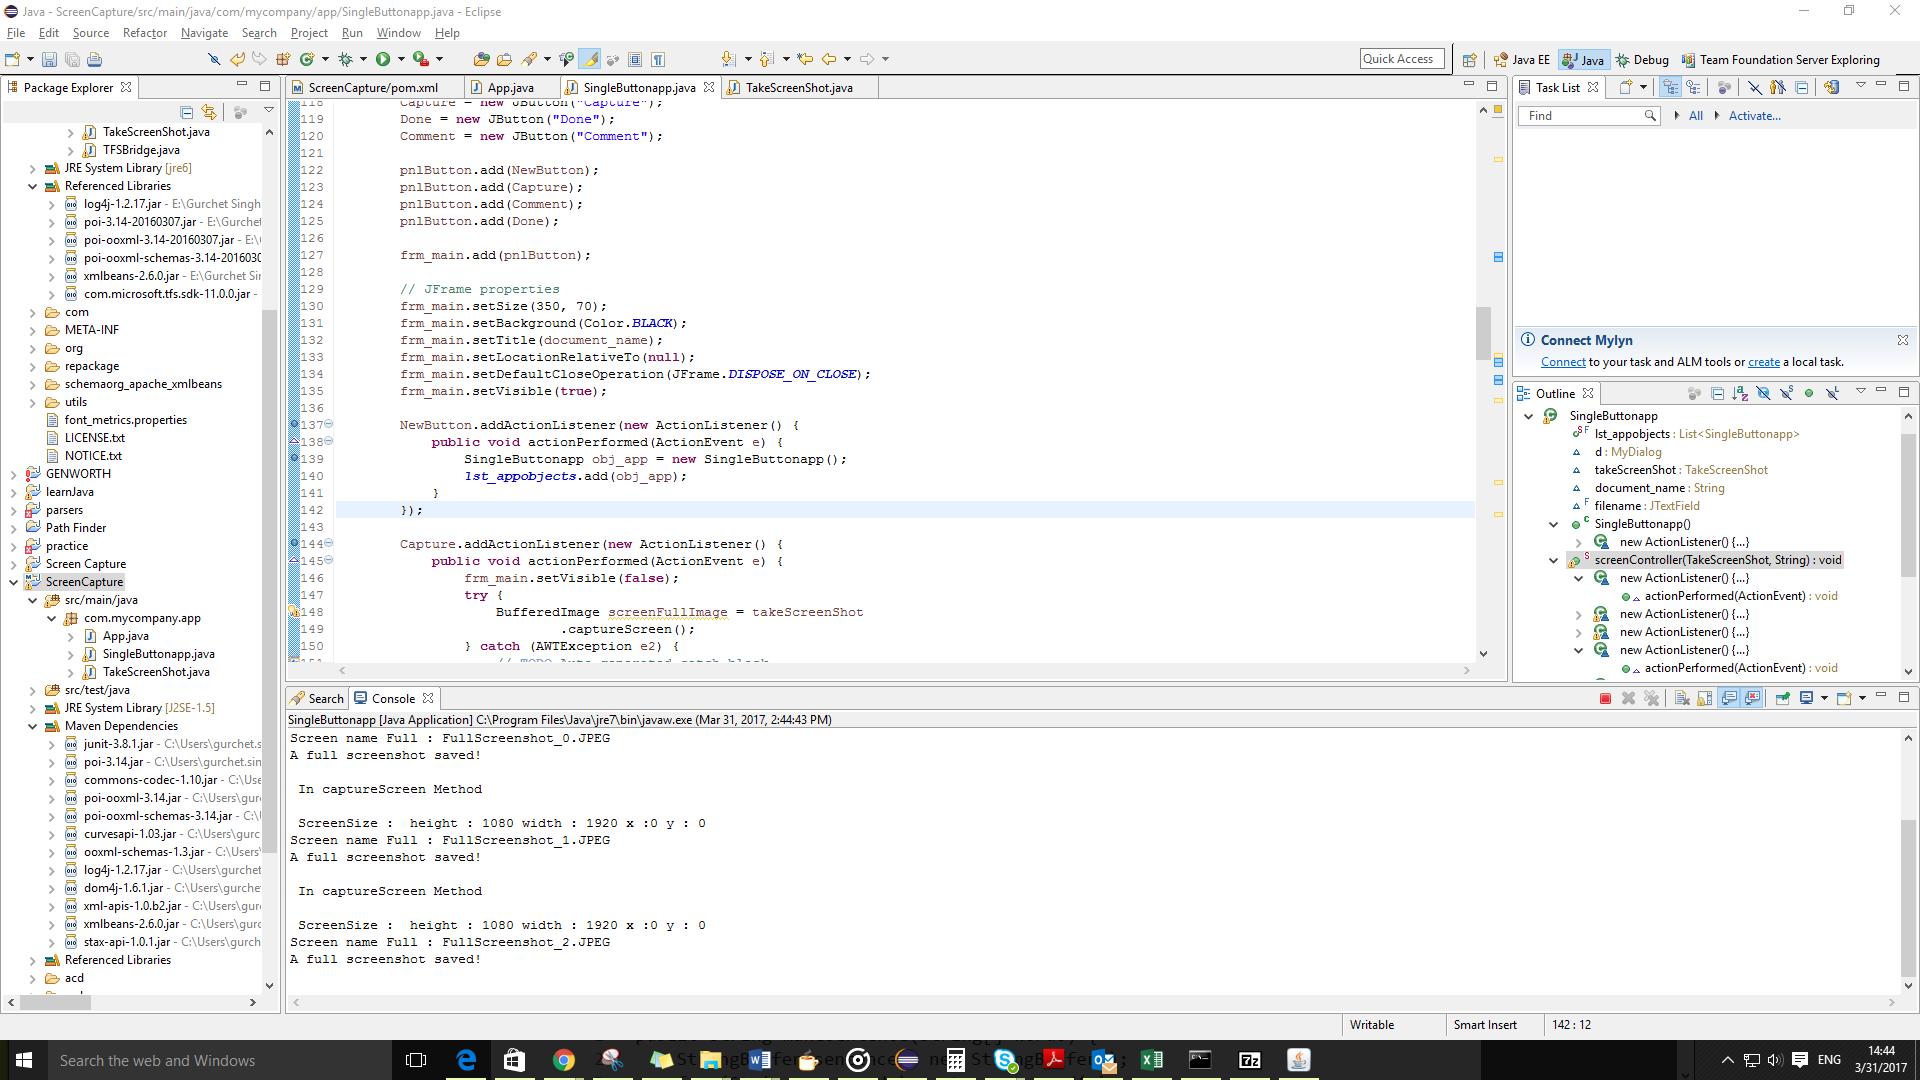 Java - ScreenCapture/src/main/java/com/mycompany/app/SingleButtonapp.java - Eclipse
File Edit Source Refactor Navigate Search Project Run Window Help
Quick Access
Java EE
Java
Debug
Team Foundation Server Exploring
Package Explorer
TakeScreenShot.java
TFSBridge.java
JRE System Library [jre6]
Referenced Libraries
log4j-1.2.17.jar - E:\Gurchet Singh
poi-3.14-20160307.jar - E:\Gurchet
poi-ooxml-3.14-20160307.jar - E:\
poi-ooxml-schemas-3.14-2016030
xmlbeans-2.6.0.jar - E:\Gurchet Sir
com.microsoft.tfs.sdk-11.0.0.jar -
com
META-INF
org
repackage
schemaorg_apache_xmlbeans
utils
font_metrics.properties
LICENSE.txt
NOTICE.txt
GENWORTH
learnJava
parsers
Path Finder
practice
Screen Capture
ScreenCapture
src/main/java
com.mycompany.app
App.java
SingleButtonapp.java
TakeScreenShot.java
src/test/java
JRE System Library [J2SE-1.5]
Maven Dependencies
junit-3.8.1.jar - C:\Users\gurchet.s
poi-3.14.jar - C:\Users\gurchet.sin
commons-codec-1.10.jar - C:\Use
poi-ooxml-3.14.jar - C:\Users\gur
poi-ooxml-schemas-3.14.jar - C:\
curvesapi-1.03.jar - C:\Users\gurc
ooxml-schemas-1.3.jar - C:\Users
log4j-1.2.17.jar - C:\Users\gurche
dom4j-1.6.1.jar - C:\Users\gurche
xml-apis-1.0.b2.jar - C:\Users\gur
xmlbeans-2.6.0.jar - C:\Users\gur
stax-api-1.0.1.jar - C:\Users\gurch
Referenced Libraries
acd
ScreenCapture/pom.xml
App.java
SingleButtonapp.java
TakeScreenShot.java
118 Capture = new JButton("Capture");
119 Done = new JButton("Done");
120 Comment = new JButton("Comment");
121
122 pnlButton.add(NewButton);
123 pnlButton.add(Capture);
124 pnlButton.add(Comment);
125 pnlButton.add(Done);
126
127 frm_main.add(pnlButton);
128
129 // JFrame properties
130 frm_main.setSize(350, 70);
131 frm_main.setBackground(Color.BLACK);
132 frm_main.setTitle(document_name);
133 frm_main.setLocationRelativeTo(null);
134 frm_main.setDefaultCloseOperation(JFrame.DISPOSE_ON_CLOSE);
135 frm_main.setVisible(true);
136
137 NewButton.addActionListener(new ActionListener() {
138 public void actionPerformed(ActionEvent e) {
139 SingleButtonapp obj_app = new SingleButtonapp();
140 lst_appobjects.add(obj_app);
141 }
142 });
143
144 Capture.addActionListener(new ActionListener() {
145 public void actionPerformed(ActionEvent e) {
146 frm_main.setVisible(false);
147 try {
148 BufferedImage screenFullImage = takeScreenShot
149 .captureScreen();
150 } catch (AWTException e2) {
Search
Console
SingleButtonapp [Java Application] C:\Program Files\Java\jre7\bin\javaw.exe (Mar 31, 2017, 2:44:43 PM)
Screen name Full : FullScreenshot_0.JPEG
A full screenshot saved!
In captureScreen Method
ScreenSize : height : 1080 width : 1920 x :0 y : 0
Screen name Full : FullScreenshot_1.JPEG
A full screenshot saved!
In captureScreen Method
ScreenSize : height : 1080 width : 1920 x :0 y : 0
Screen name Full : FullScreenshot_2.JPEG
A full screenshot saved!
Task List
Find
All
Activate...
Connect Mylyn
Connect to your task and ALM tools or create a local task.
Outline
SingleButtonapp
lst_appobjects : List<SingleButtonapp>
d : MyDialog
takeScreenShot : TakeScreenShot
document_name : String
filename : JTextField
SingleButtonapp()
new ActionListener() {...}
screenController(TakeScreenShot, String) : void
new ActionListener() {...}
actionPerformed(ActionEvent) : void
new ActionListener() {...}
new ActionListener() {...}
new ActionListener() {...}
actionPerformed(ActionEvent) : void
Writable
Smart Insert
142 : 12
Search the web and Windows
ENG
14:44
3/31/2017